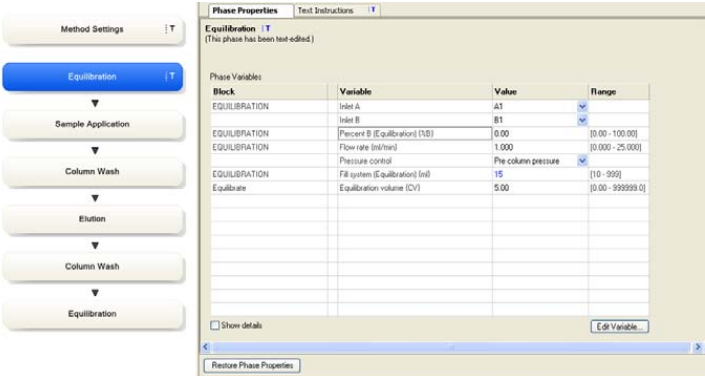 Method Settings T
Equilibration T
Sample Application
Column Wash
Elution
Column Wash
Equilibration
Phase Properties Text Instructions T
Equilibration T
(This phase has been text-edited.)
Phase Variables
Block Variable Value Range
EQUILIBRATION Inlet A A1
Inlet B B1
EQUILIBRATION Percent B (Equilibration) (%B) 0.00 [0.00 - 100.00]
EQUILIBRATION Flow rate (ml/min) 1.000 [0.000 - 25.000]
Pressure control Pre column pressure
EQUILIBRATION Fill system (Equilibration) (ml) 15 [10 - 999]
Equilibrate Equilibration volume (CV) 5.00 [0.00 - 999999.0]
Show details Edit Variable...
Restore Phase Properties